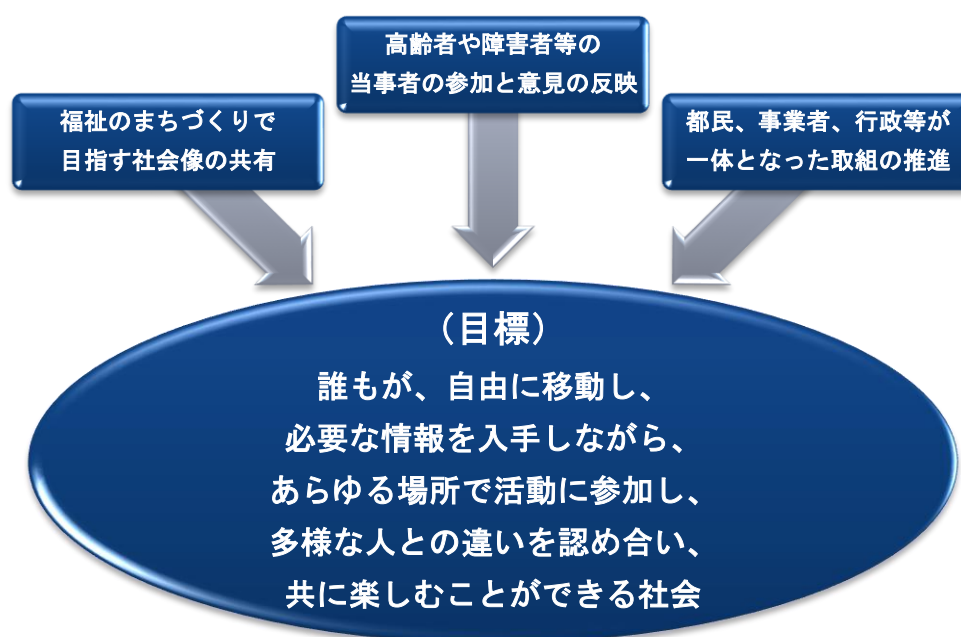 高齢者や障害者等の
当事者の参加と意見の反映
福祉のまちづくりで
目指す社会像の共有
都民、事業者、行政等が
一体となった取組の推進
（目標）
誰もが、自由に移動し、
必要な情報を入手しながら、
あらゆる場所で活動に参加し、
多様な人との違いを認め合い、
共に楽しむことができる社会